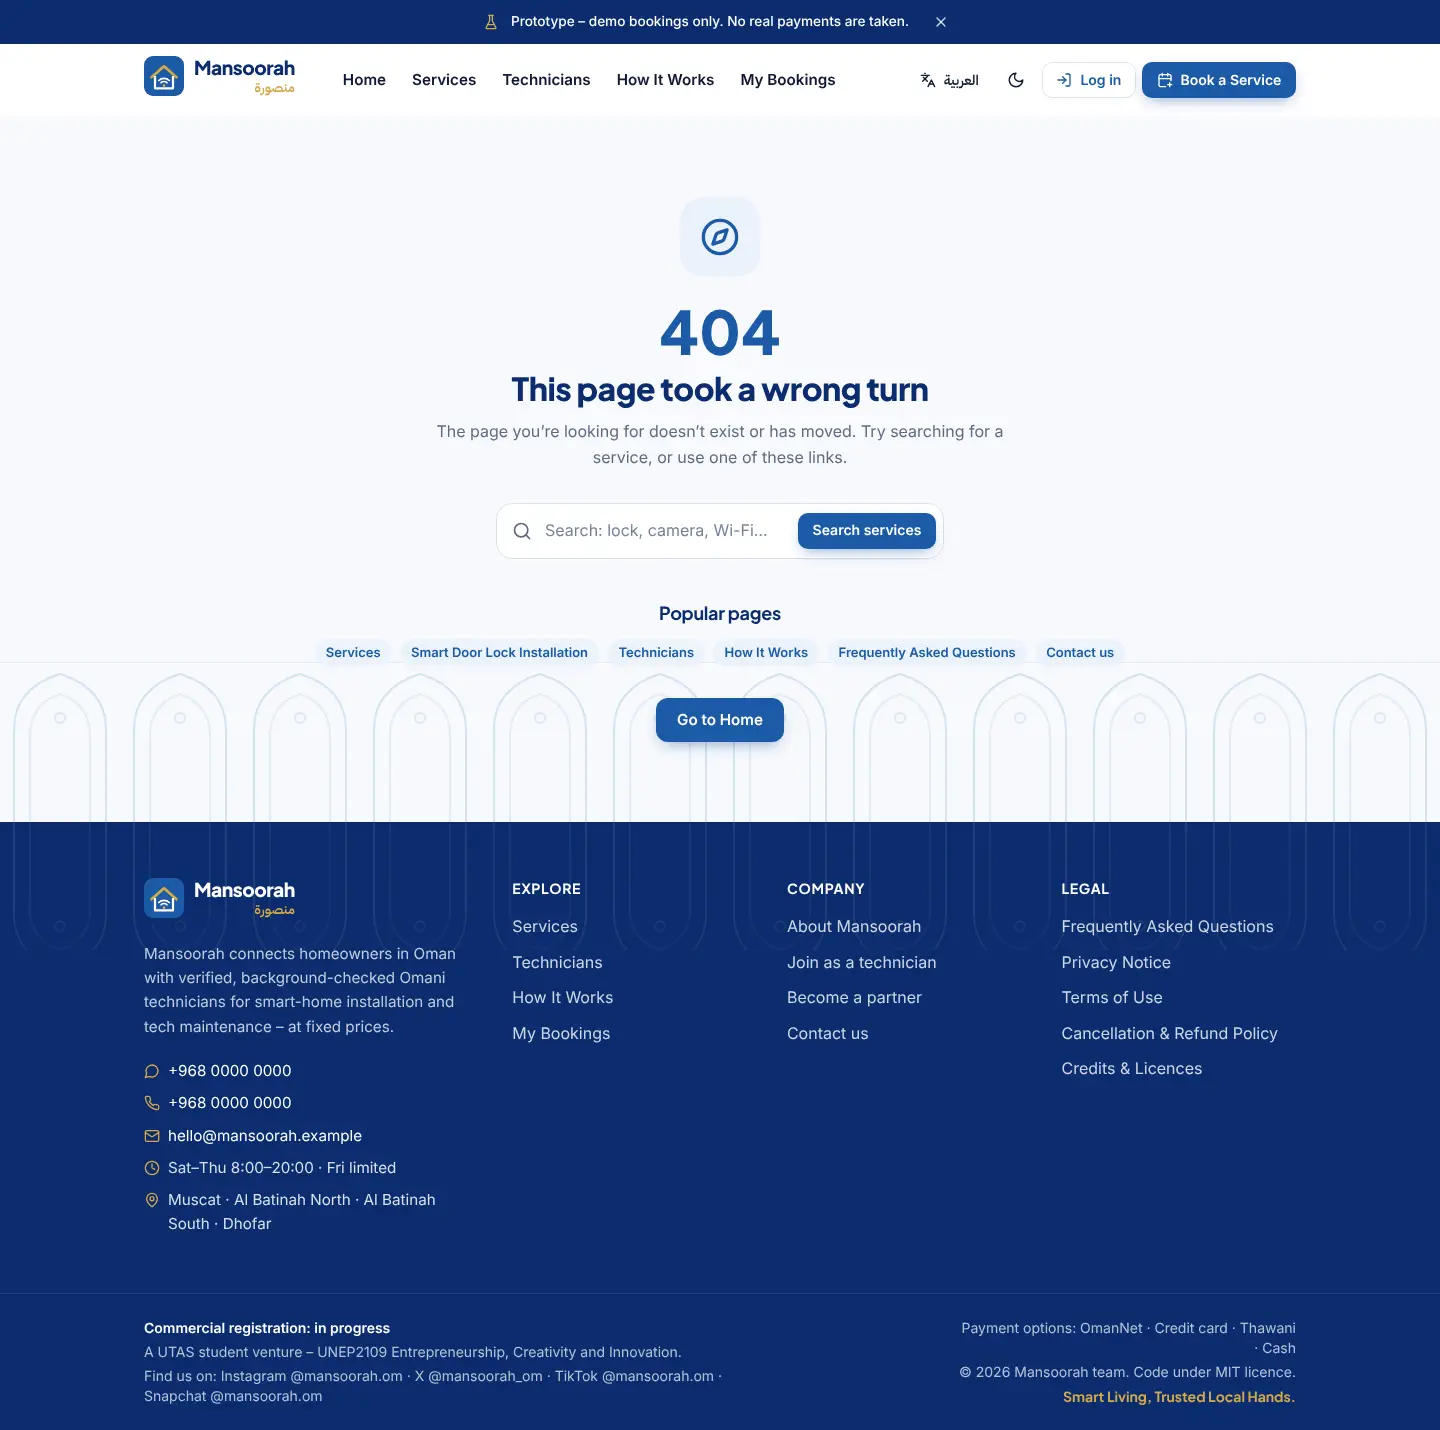 Prototype – demo bookings only. No real payments are taken.
Mansoorah
منصورة
Home
Services
Technicians
How It Works
My Bookings
العربية
Log in
Book a Service
404
This page took a wrong turn
The page you’re looking for doesn’t exist or has moved. Try searching for a
service, or use one of these links.
Search: lock, camera, Wi-Fi…
Search services
Popular pages
Services
Smart Door Lock Installation
Technicians
How It Works
Frequently Asked Questions
Contact us
Go to Home
Mansoorah
منصورة
Mansoorah connects homeowners in Oman
with verified, background-checked Omani
technicians for smart-home installation and
tech maintenance – at fixed prices.
+968 0000 0000
+968 0000 0000
hello@mansoorah.example
Sat–Thu 8:00–20:00 · Fri limited
Muscat · Al Batinah North · Al Batinah
South · Dhofar
EXPLORE
Services
Technicians
How It Works
My Bookings
COMPANY
About Mansoorah
Join as a technician
Become a partner
Contact us
LEGAL
Frequently Asked Questions
Privacy Notice
Terms of Use
Cancellation & Refund Policy
Credits & Licences
Commercial registration: in progress
A UTAS student venture – UNEP2109 Entrepreneurship, Creativity and Innovation.
Find us on: Instagram @mansoorah.om · X @mansoorah_om · TikTok @mansoorah.om ·
Snapchat @mansoorah.om
Payment options: OmanNet · Credit card · Thawani
· Cash
© 2026 Mansoorah team. Code under MIT licence.
Smart Living, Trusted Local Hands.